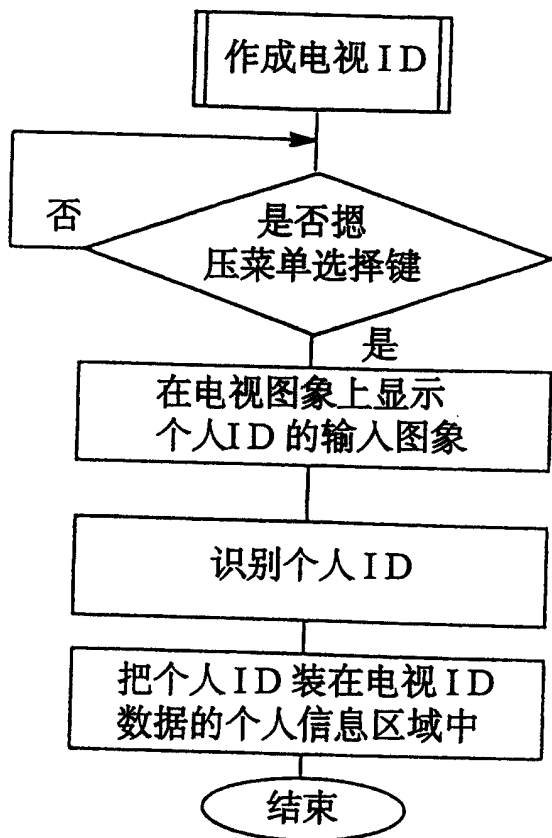 作成电视ID
否
是否摁
压菜单选择键
是
在电视图象上显示
个人ID的输入图象
识别个人ID
把个人ID装在电视ID
数据的个人信息区域中
结束